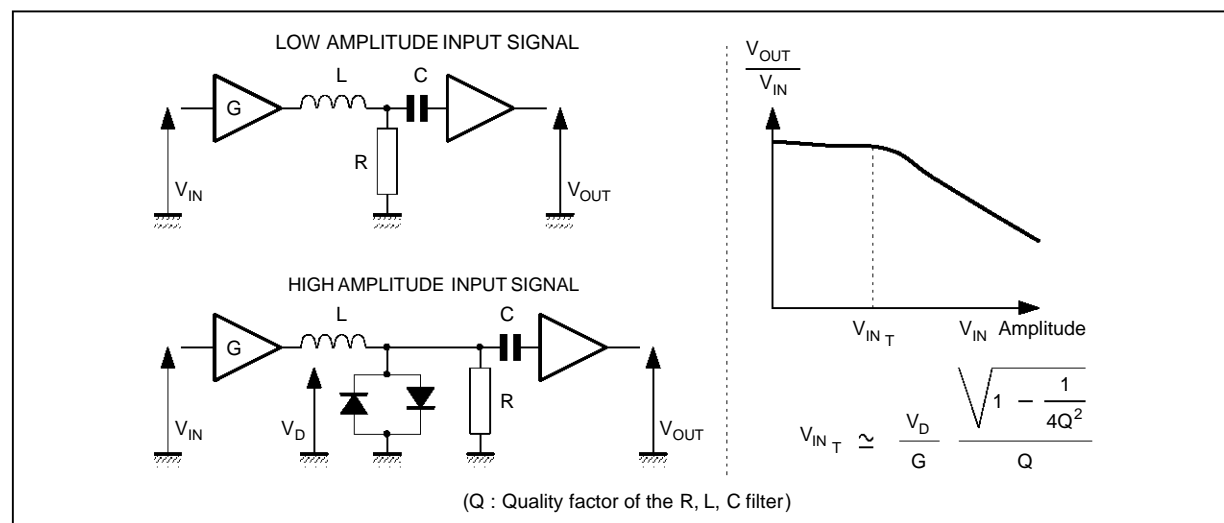 LOW AMPLITUDE INPUT SIGNAL
L
C
G
R
V_IN
V_OUT
HIGH AMPLITUDE INPUT SIGNAL
L
C
G
R
V_IN
V_D
V_OUT
V_OUT
V_IN
V_IN T
V_IN Amplitude
V_IN T ≃ V_D / G √(1 − 1 / 4Q²) / Q
(Q : Quality factor of the R, L, C filter)